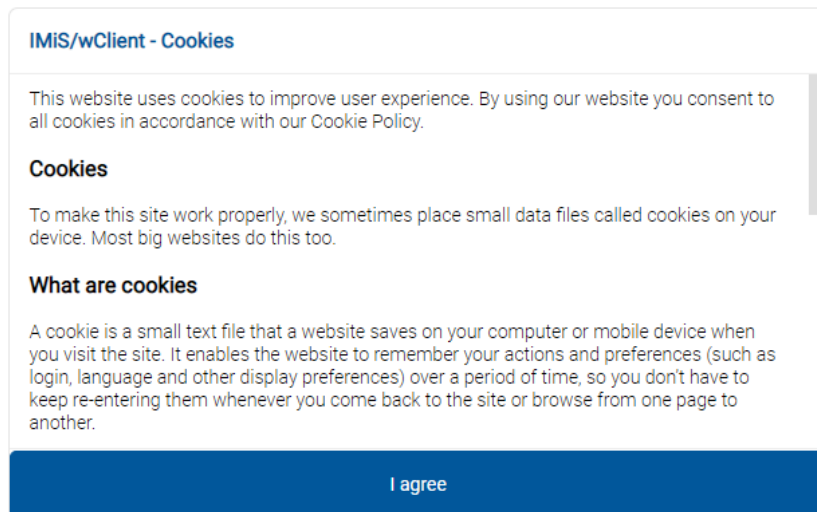 IMiS/wClient - Cookies
This website uses cookies to improve user experience. By using our website you consent to
all cookies in accordance with our Cookie Policy.
Cookies
To make this site work properly, we sometimes place small data files called cookies on your
device. Most big websites do this too.
What are cookies
A cookie is a small text file that a website saves on your computer or mobile device when
you visit the site. It enables the website to remember your actions and preferences (such as
login, language and other display preferences) over a period of time, so you don't have to
keep re-entering them whenever you come back to the site or browse from one page to
another.
I agree